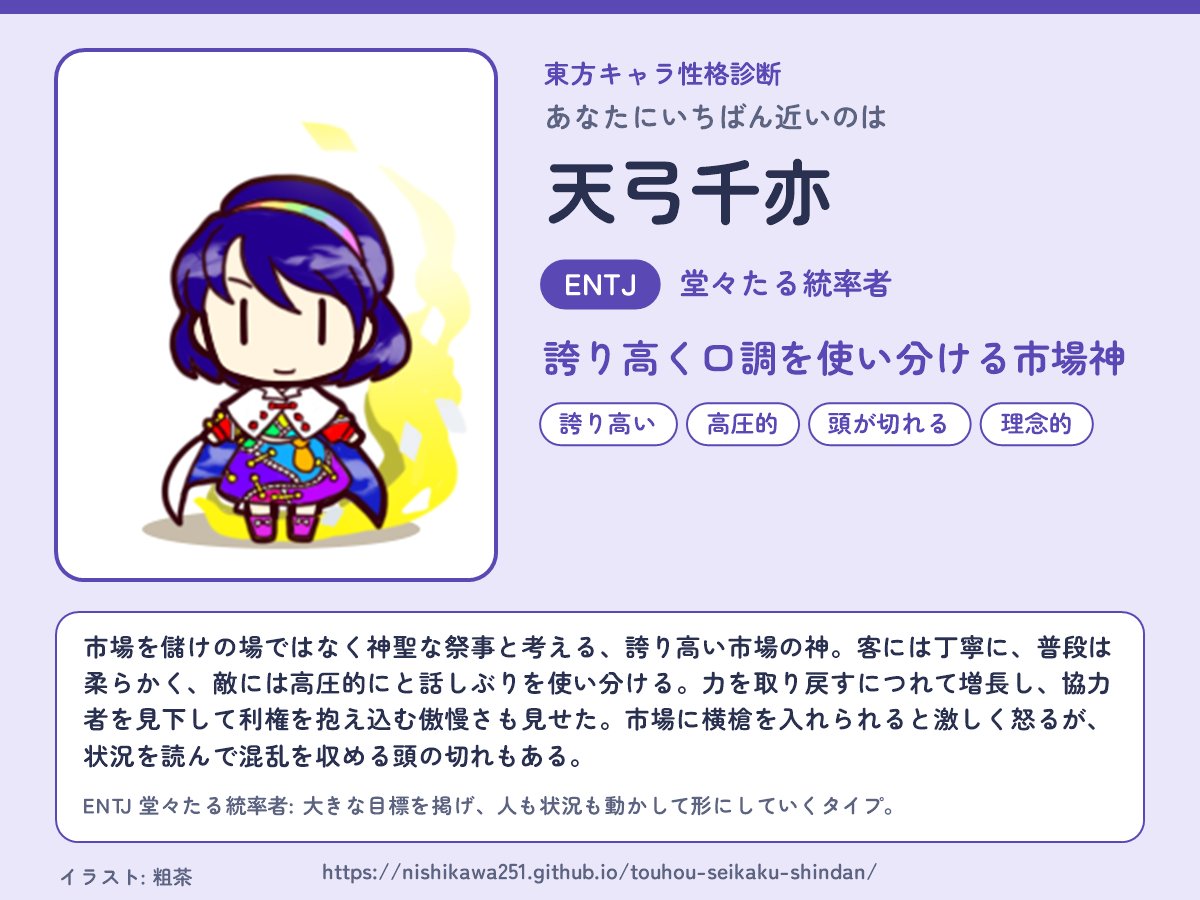 東方キャラ性格診断
あなたにいちばん近いのは
天弓千亦
ENTJ 堂々たる統率者
誇り高く口調を使い分ける市場神
誇り高い 高圧的 頭が切れる 理念的
市場を儲けの場ではなく神聖な祭事と考える、誇り高い市場の神。客には丁寧に、普段は
柔らかく、敵には高圧的にと話しぶりを使い分ける。力を取り戻すにつれて増長し、協力
者を見下して利権を抱え込む傲慢さも見せた。市場に横槍を入れられると激しく怒るが、
状況を読んで混乱を収める頭の切れもある。
ENTJ 堂々たる統率者: 大きな目標を掲げ、人も状況も動かして形にしていくタイプ。
イラスト: 粗茶
https://nishikawa251.github.io/touhou-seikaku-shindan/